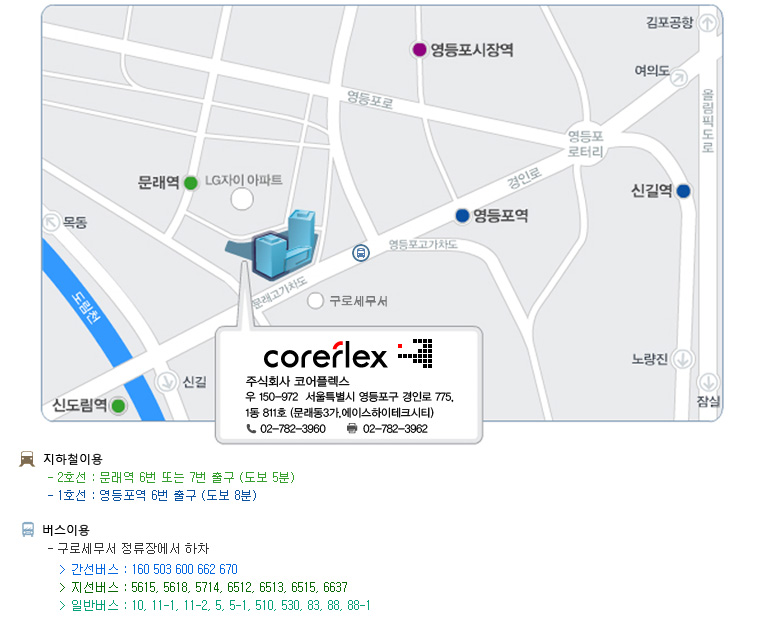 김포공항
영등포시장역
여의도
영등포로
올림픽도로
영등포
로터리
문래역
LG자이 아파트
경인로
신길역
목동
영등포역
영등포고가차도
도림천
문래고가차도
구로세무서
노량진
신길
신도림역
잠실
coreflex
주식회사 코어플렉스
우 150-972 서울특별시 영등포구 경인로 775,
1동 811호 (문래동3가,에이스하이테크시티)
02-782-3960 02-782-3962
지하철이용
- 2호선 : 문래역 6번 또는 7번 출구 (도보 5분)
- 1호선 : 영등포역 6번 출구 (도보 8분)
버스이용
- 구로세무서 정류장에서 하차
> 간선버스 : 160 503 600 662 670
> 지선버스 : 5615, 5618, 5714, 6512, 6513, 6515, 6637
> 일반버스 : 10, 11-1, 11-2, 5, 5-1, 510, 530, 83, 88, 88-1